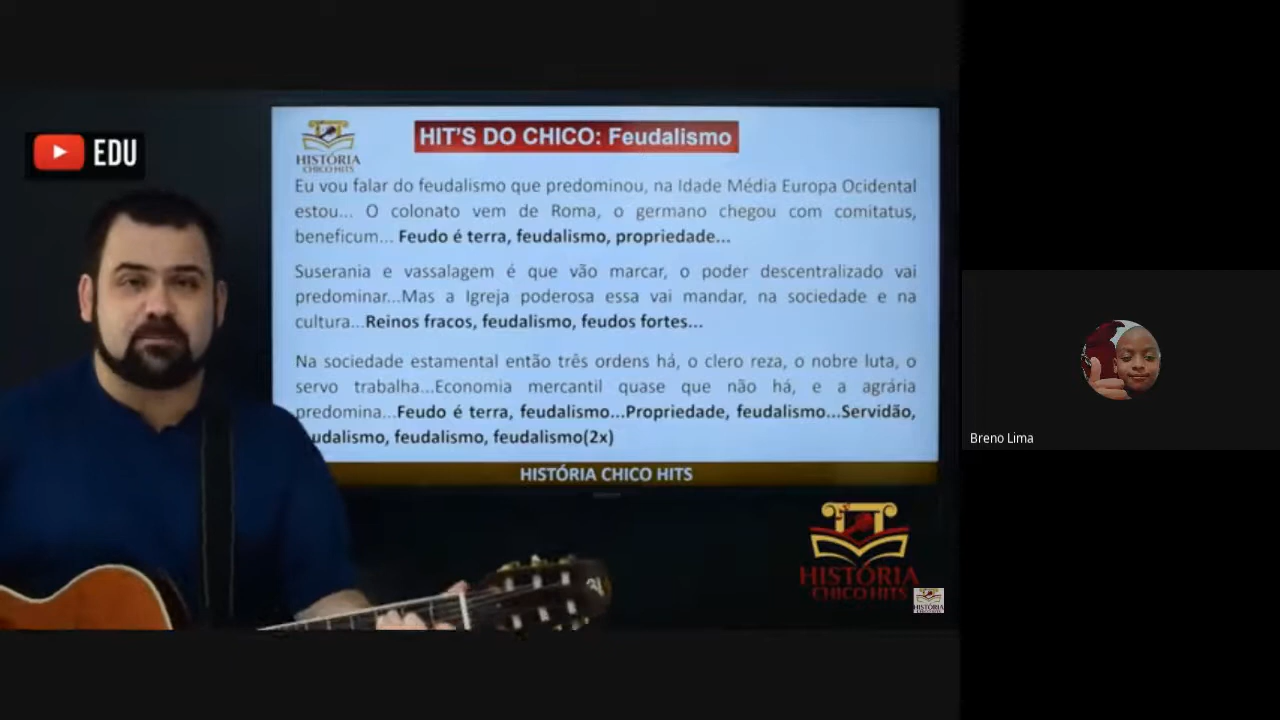 EDU
HISTÓRIA
CHICO HITS
HIT'S DO CHICO: Feudalismo
Eu vou falar do feudalismo que predominou, na Idade Média Europa Ocidental
estou... O colonato vem de Roma, o germano chegou com comitatus,
beneficum... Feudo é terra, feudalismo, propriedade...
Suserania e vassalagem é que vão marcar, o poder descentralizado vai
predominar...Mas a Igreja poderosa essa vai mandar, na sociedade e na
cultura...Reinos fracos, feudalismo, feudos fortes...
Na sociedade estamental então três ordens há, o clero reza, o nobre luta, o
servo trabalha...Economia mercantil quase que não há, e a agrária
predomina...Feudo é terra, feudalismo...Propriedade, feudalismo...Servidão,
udalismo, feudalismo, feudalismo(2x)
HISTÓRIA CHICO HITS
HISTÓRIA
CHICO HITS
HISTÓRIA
Breno Lima